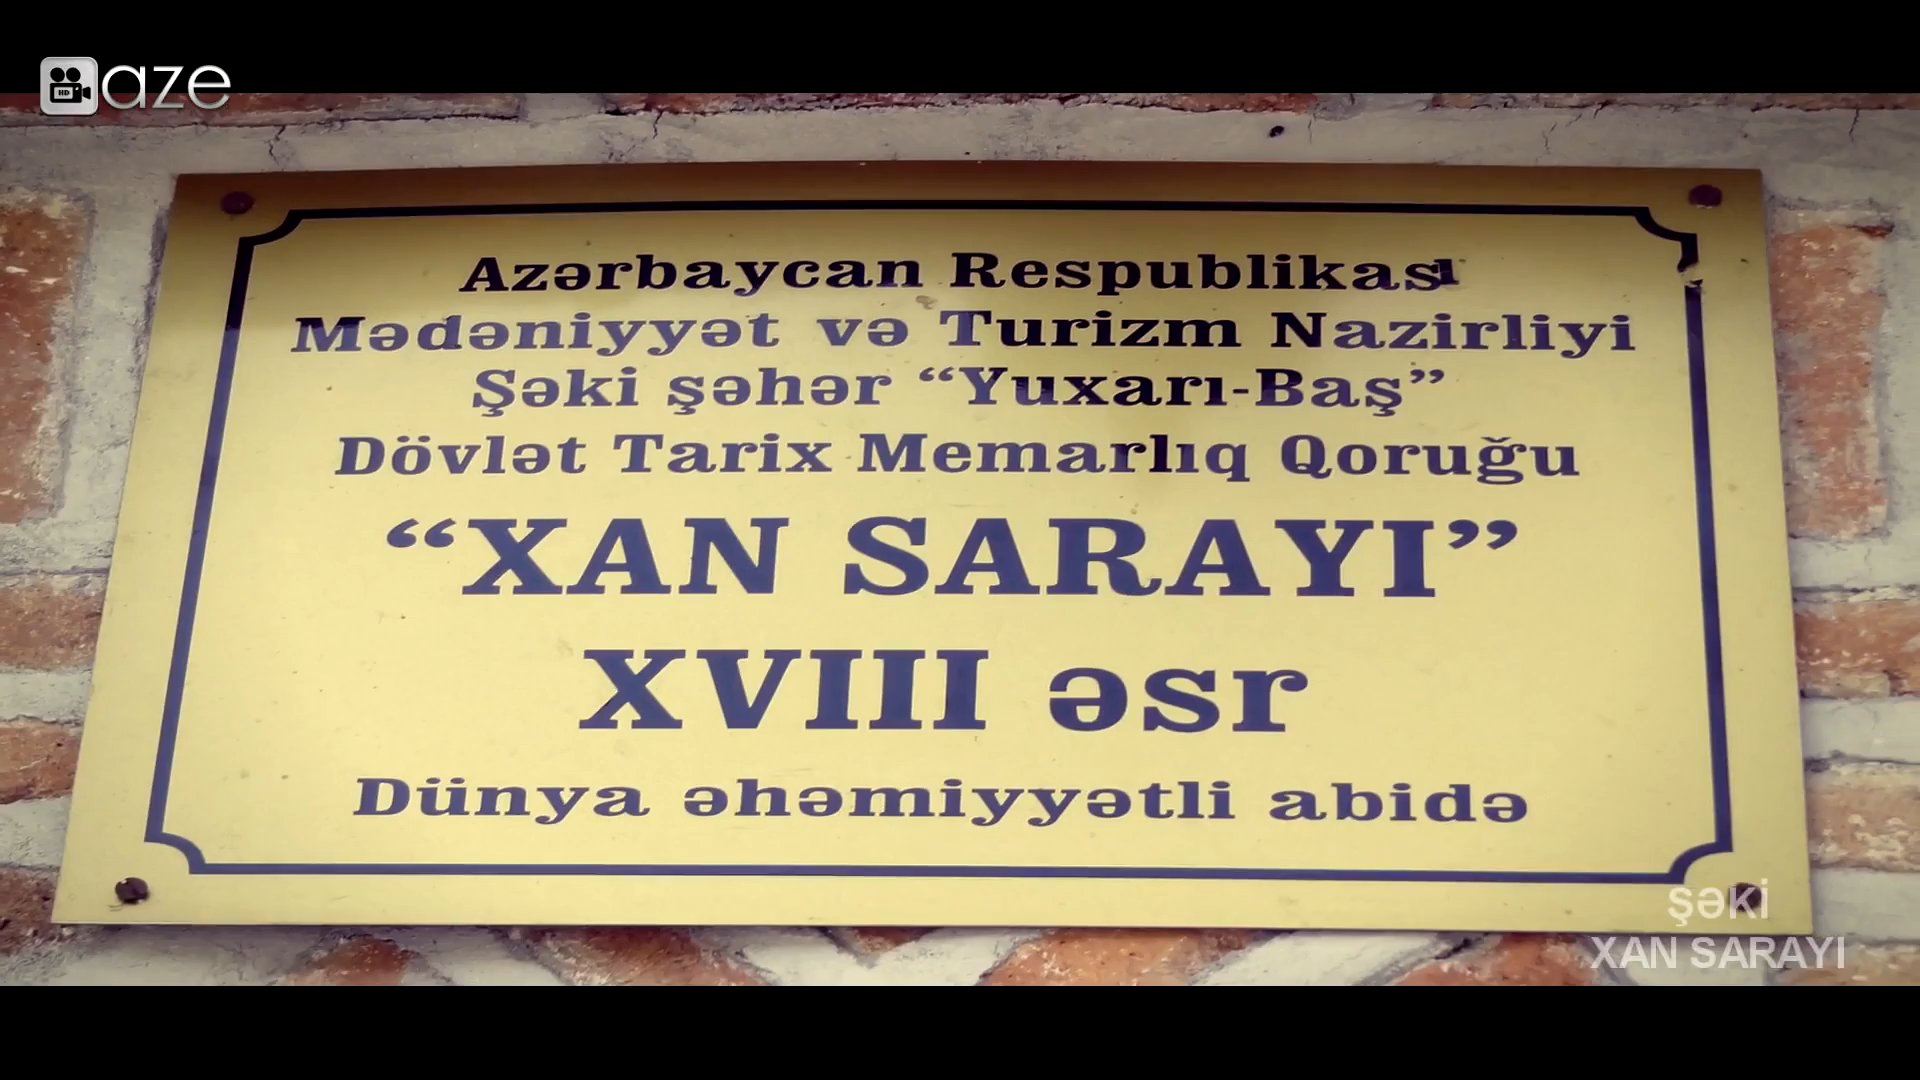 aze
Azərbaycan Respublikası
Mədəniyyət və Turizm Nazirliyi
Şəki şəhər “Yuxarı-Baş”
Dövlət Tarix Memarlıq Qoruğu
“XAN SARAYI”
XVIII əsr
Dünya əhəmiyyətli abidə
ŞƏKİ
XAN SARAYI